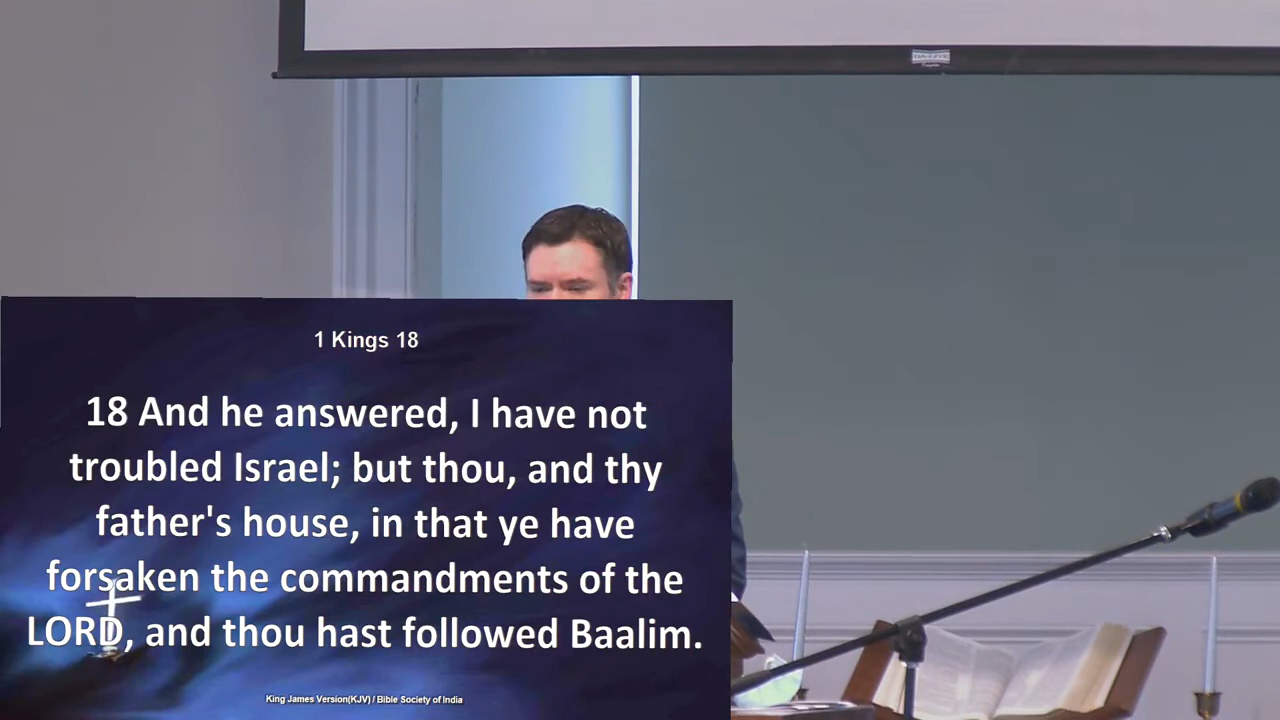 1 Kings 18
18 And he answered, I have not
troubled Israel; but thou, and thy
father's house, in that ye have
forsaken the commandments of the
LORD, and thou hast followed Baalim.
King James Version(KJV) / Bible Society of India